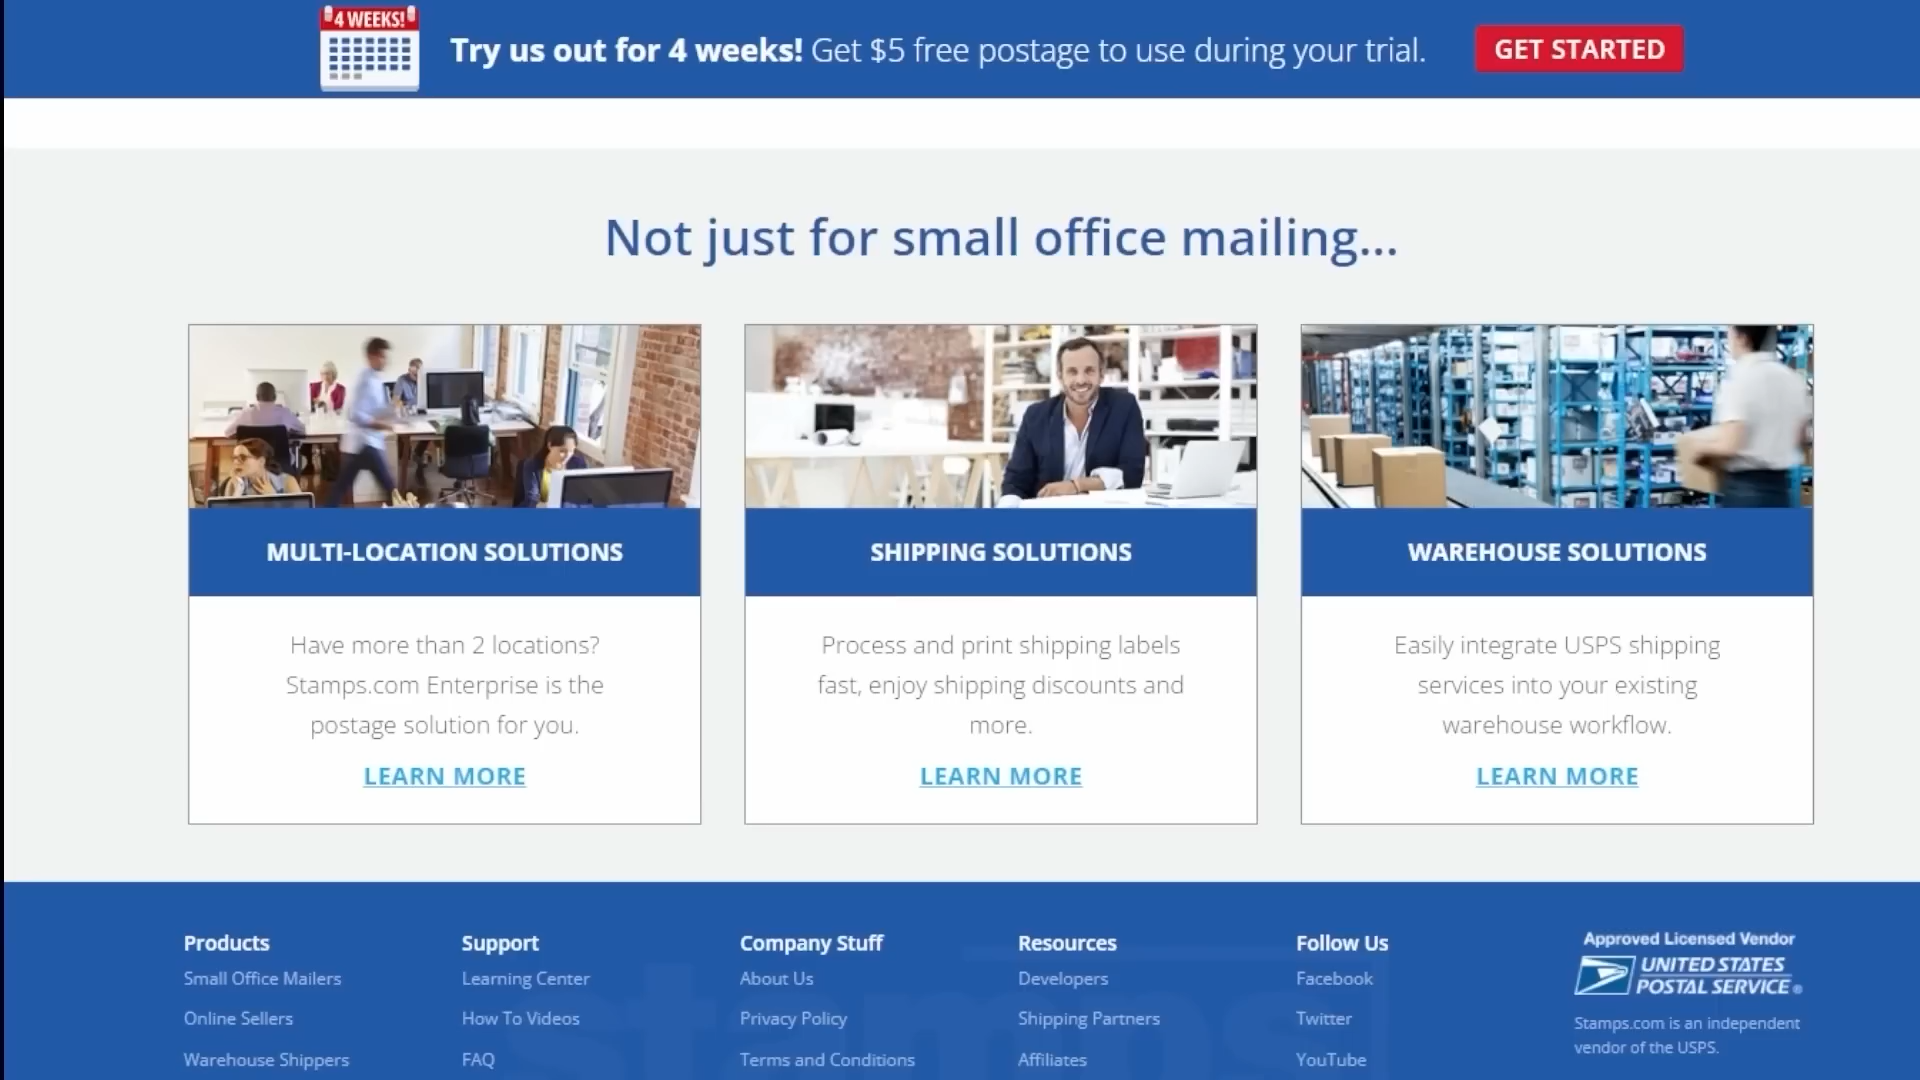 4 WEEKS!
Try us out for 4 weeks! Get $5 free postage to use during your trial.
GET STARTED
Not just for small office mailing...
MULTI-LOCATION SOLUTIONS
Have more than 2 locations?
Stamps.com Enterprise is the
postage solution for you.
LEARN MORE
SHIPPING SOLUTIONS
Process and print shipping labels
fast, enjoy shipping discounts and
more.
LEARN MORE
WAREHOUSE SOLUTIONS
Easily integrate USPS shipping
services into your existing
warehouse workflow.
LEARN MORE
Products
Small Office Mailers
Online Sellers
Warehouse Shippers
Support
Learning Center
How To Videos
FAQ
Company Stuff
About Us
Privacy Policy
Terms and Conditions
Resources
Developers
Shipping Partners
Affiliates
Follow Us
Facebook
Twitter
YouTube
Approved Licensed Vendor
UNITED STATES
POSTAL SERVICE®
Stamps.com is an independent
vendor of the USPS.
stamps